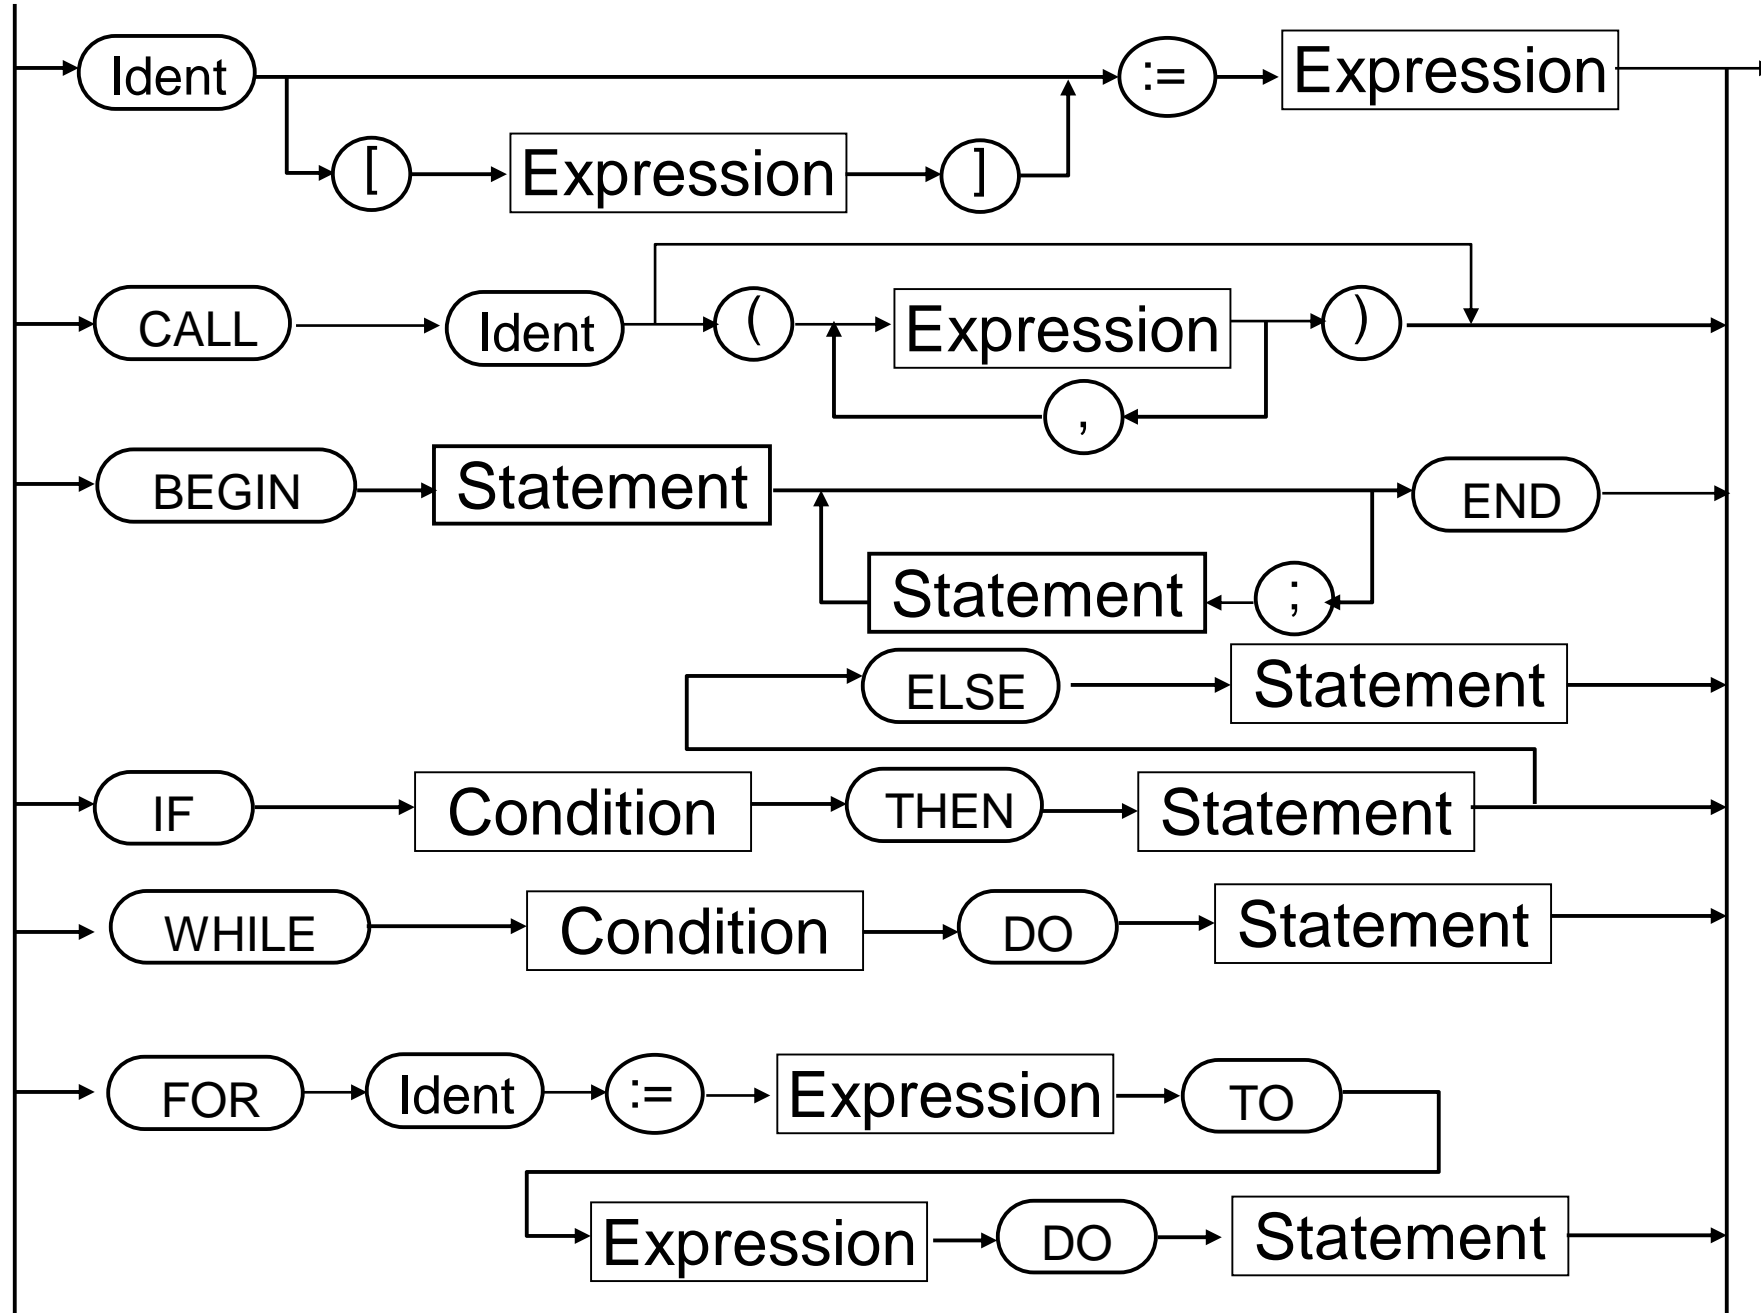 Ident := Expression
[ Expression ]
CALL Ident ( Expression )
,
BEGIN Statement END
Statement ;
ELSE Statement
IF Condition THEN Statement
WHILE Condition DO Statement
FOR Ident := Expression TO
Expression DO Statement